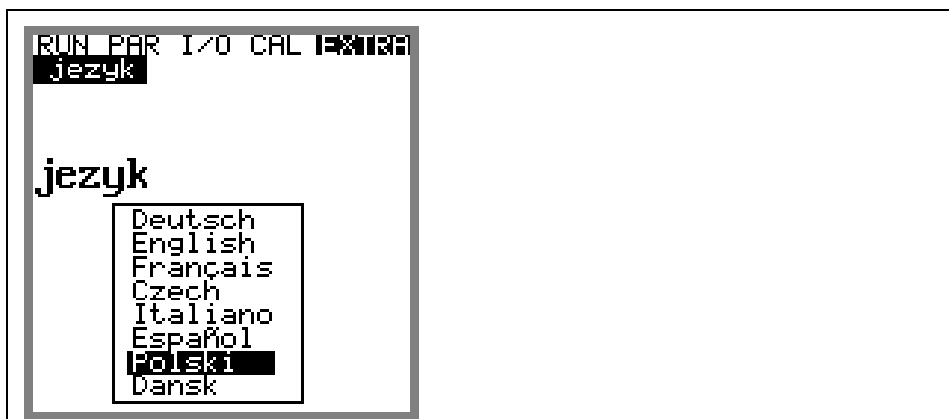 RUN PAR I/O CAL EXTRA
jezyk
jezyk
Deutsch
English
Français
Czech
Italiano
Español
Polski
Dansk